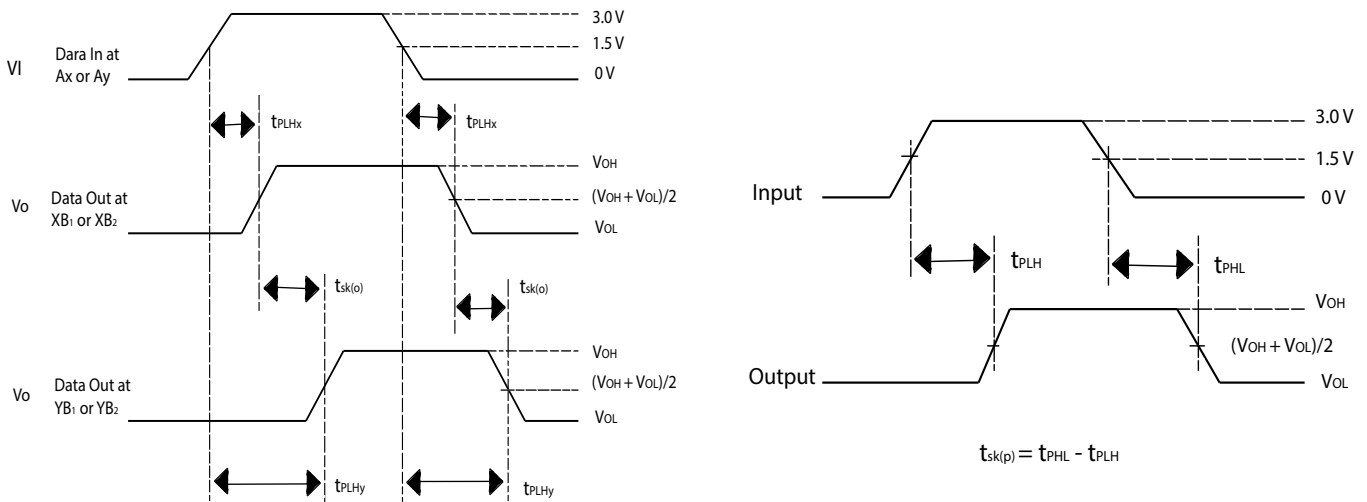 3.0 V
1.5 V
0 V
VI
Dara In at
Ax or Ay
tPLHx
tPLHx
VOH
(VOH + VOL)/2
VOL
Vo
Data Out at
XB1 or XB2
tsk(o)
tsk(o)
VOH
(VOH + VOL)/2
VOL
Vo
Data Out at
YB1 or YB2
tPLHy
tPLHy
3.0 V
1.5 V
0 V
Input
tPLH
tPHL
VOH
(VOH + VOL)/2
VOL
Output
tsk(p) = tPHL - tPLH